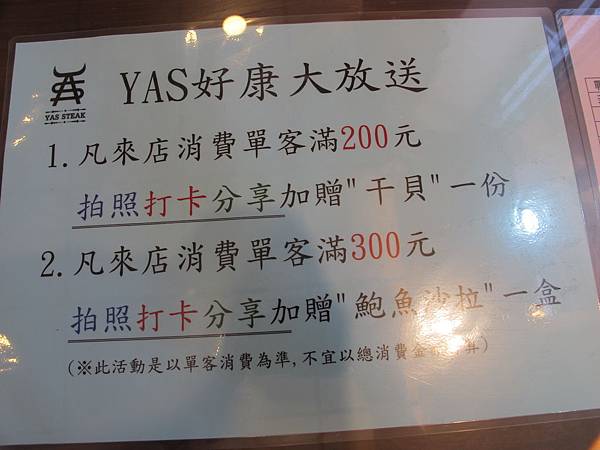 YAS STEAK
YAS好康大放送
1.凡來店消費單客滿200元
拍照打卡分享加贈"干貝"一份
2.凡來店消費單客滿300元
拍照打卡分享加贈"鮑魚沙拉"一盒
(※此活動是以單客消費為準,不宜以總消費金 算)